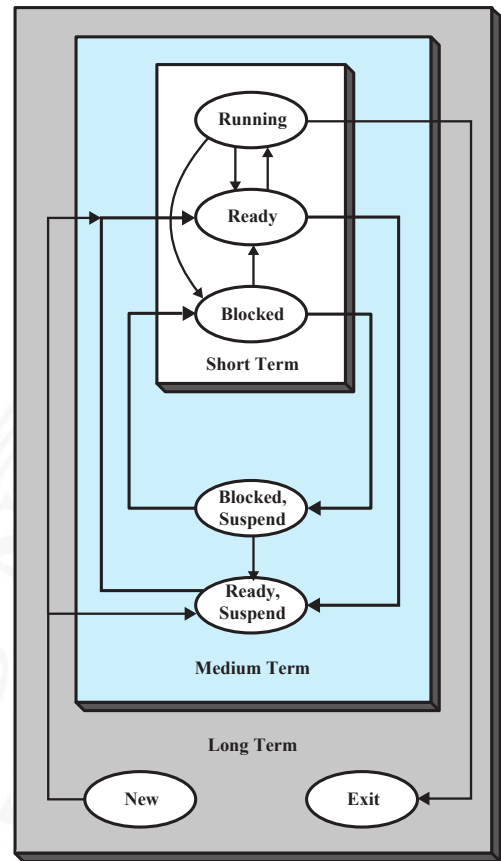 Running
Ready
Blocked
Short Term
Blocked,
Suspend
Ready,
Suspend
Medium Term
Long Term
New
Exit